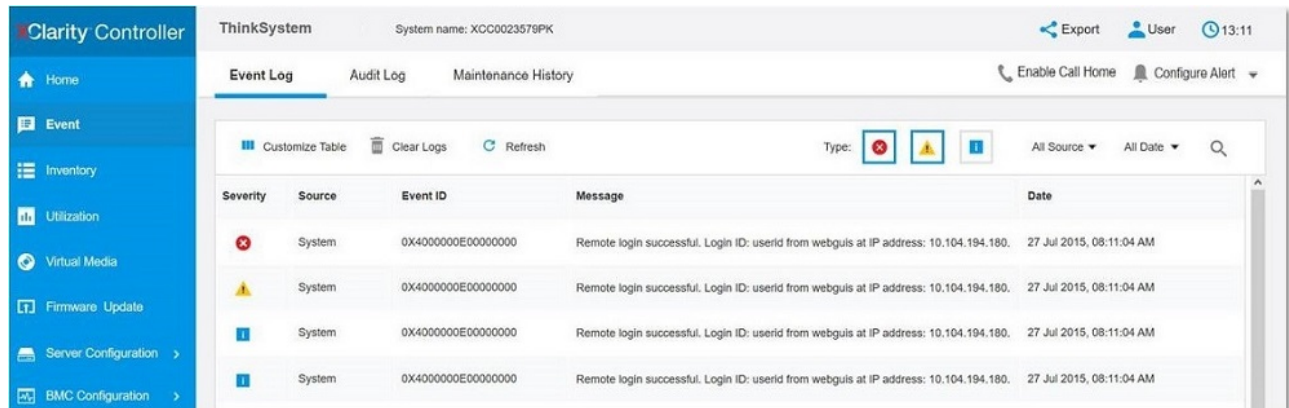 XClarity Controller
ThinkSystem System name: XCC0023579PK Export User 13:11
Home
Event Log Audit Log Maintenance History Enable Call Home Configure Alert
Event
Customize Table Clear Logs Refresh Type: All Source All Date
Inventory
Severity Source Event ID Message Date
Utilization
System 0X4000000E00000000 Remote login successful. Login ID: userid from webguis at IP address: 10.104.194.180. 27 Jul 2015, 08:11:04 AM
Virtual Media
System 0X4000000E00000000 Remote login successful. Login ID: userid from webguis at IP address: 10.104.194.180. 27 Jul 2015, 08:11:04 AM
Firmware Update
System 0X4000000E00000000 Remote login successful. Login ID: userid from webguis at IP address: 10.104.194.180. 27 Jul 2015, 08:11:04 AM
Server Configuration
System 0X4000000E00000000 Remote login successful. Login ID: userid from webguis at IP address: 10.104.194.180. 27 Jul 2015, 08:11:04 AM
BMC Configuration